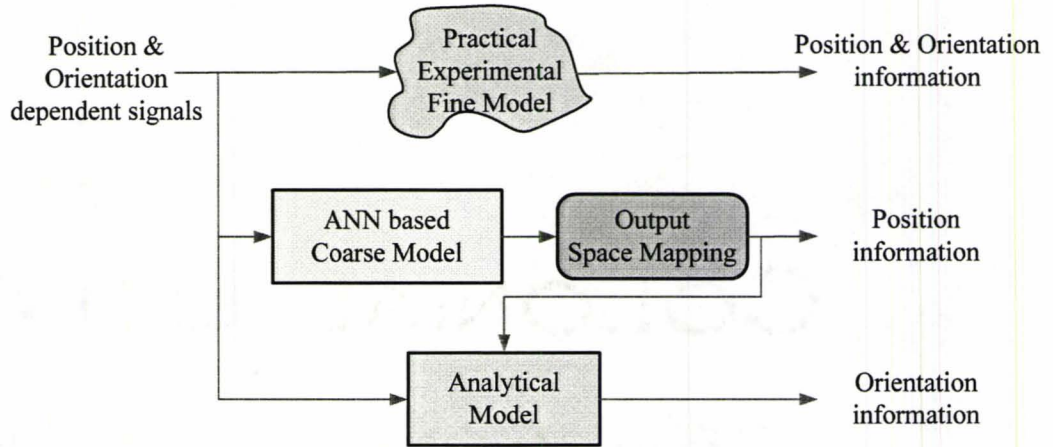 Position &
Orientation
dependent signals
Practical
Experimental
Fine Model
Position & Orientation
information
ANN based
Coarse Model
Output
Space Mapping
Position
information
Analytical
Model
Orientation
information